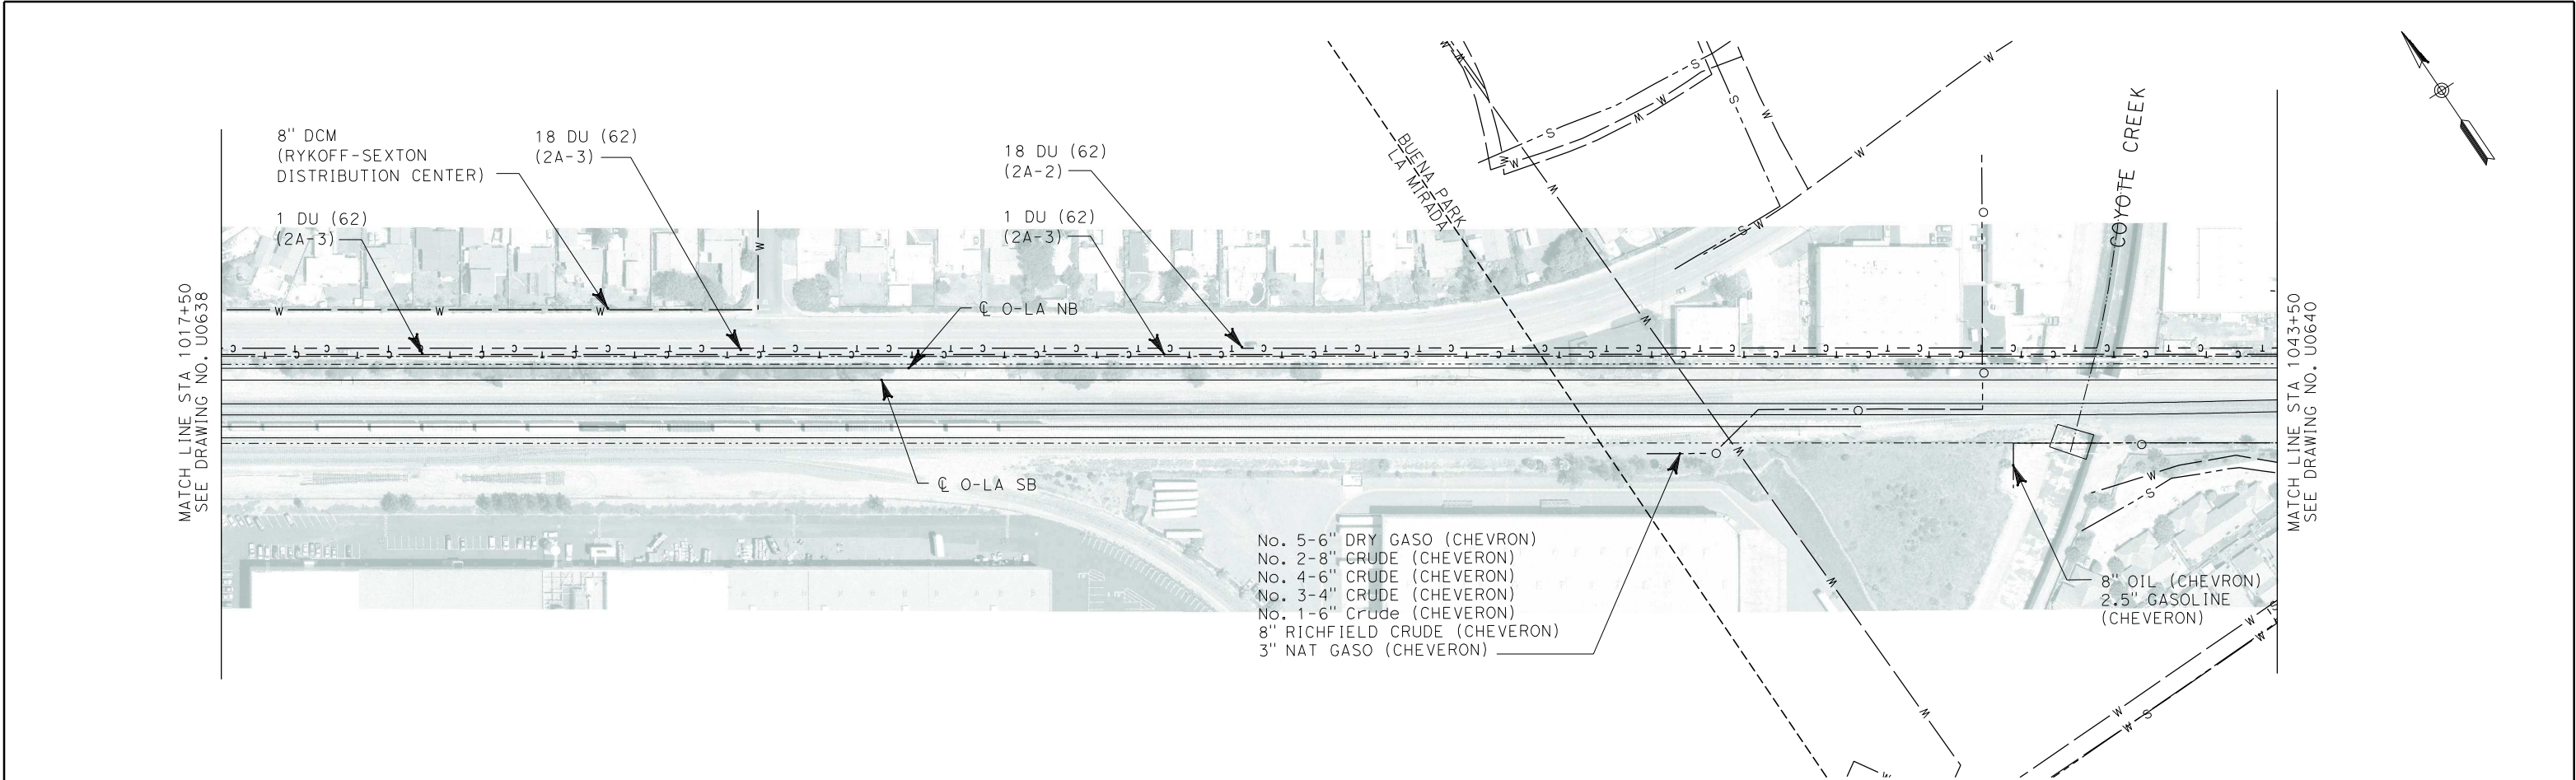 8" DCM
(RYKOFF-SEXTON
DISTRIBUTION CENTER)
18 DU (62)
(2A-3)
1 DU (62)
(2A-3)
18 DU (62)
(2A-2)
1 DU (62)
(2A-3)
BUENA PARK
LA MIRADA
COYOTE CREEK
MATCH LINE STA 1017+50
SEE DRAWING NO. U0638
℄ O-LA NB
℄ O-LA SB
MATCH LINE STA 1043+50
SEE DRAWING NO. U0640
No. 5-6" DRY GASO (CHEVRON)
No. 2-8" CRUDE (CHEVERON)
No. 4-6" CRUDE (CHEVERON)
No. 3-4" CRUDE (CHEVERON)
No. 1-6" Crude (CHEVERON)
8" RICHFIELD CRUDE (CHEVERON)
3" NAT GASO (CHEVERON)
8" OIL (CHEVRON)
2.5" GASOLINE
(CHEVERON)